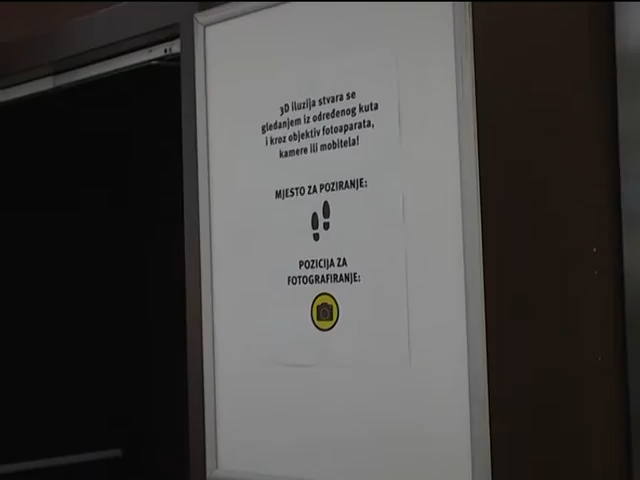 3D iluzija stvara se
gledanjem iz određenog kuta
i kroz objektiv fotoaparata,
kamere ili mobitela!
MJESTO ZA POZIRANJE:
POZICIJA ZA
FOTOGRAFIRANJE: